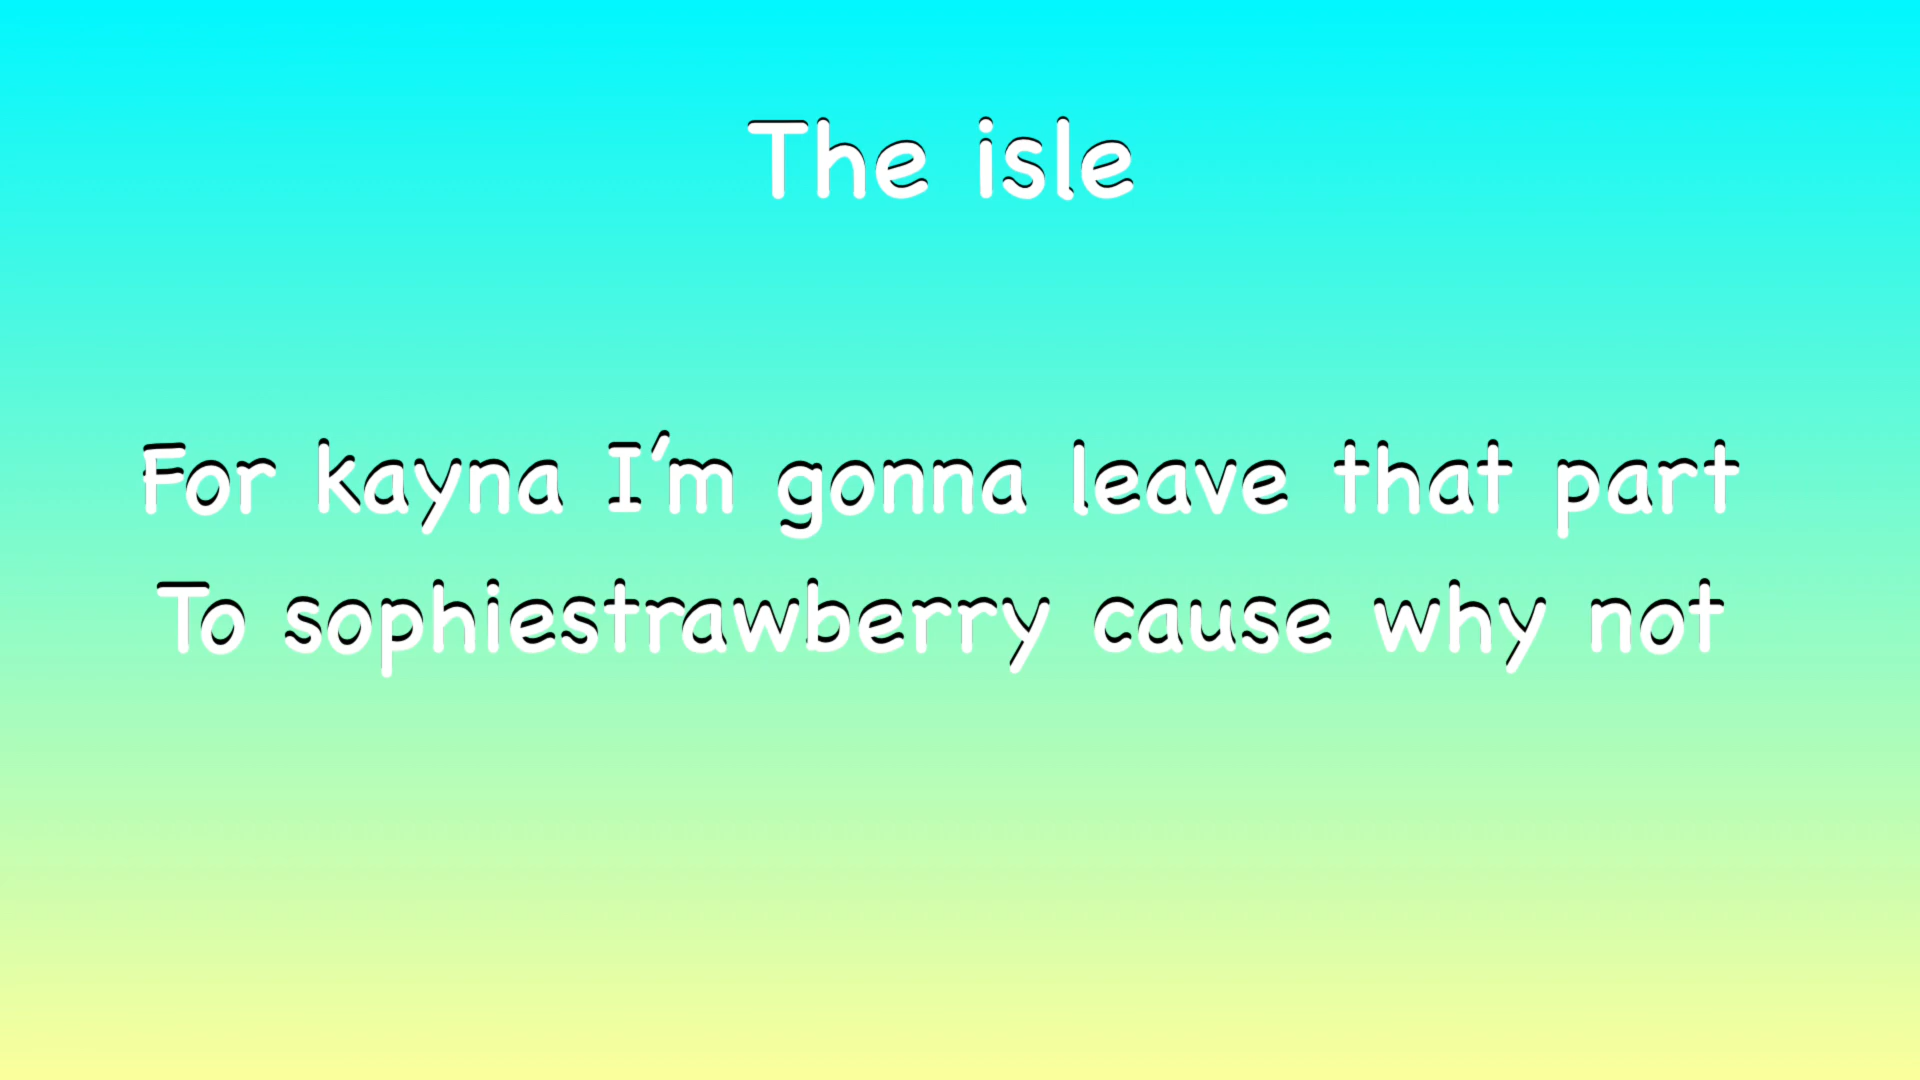 The isle
For kayna I'm gonna leave that part
To sophiestrawberry cause why not